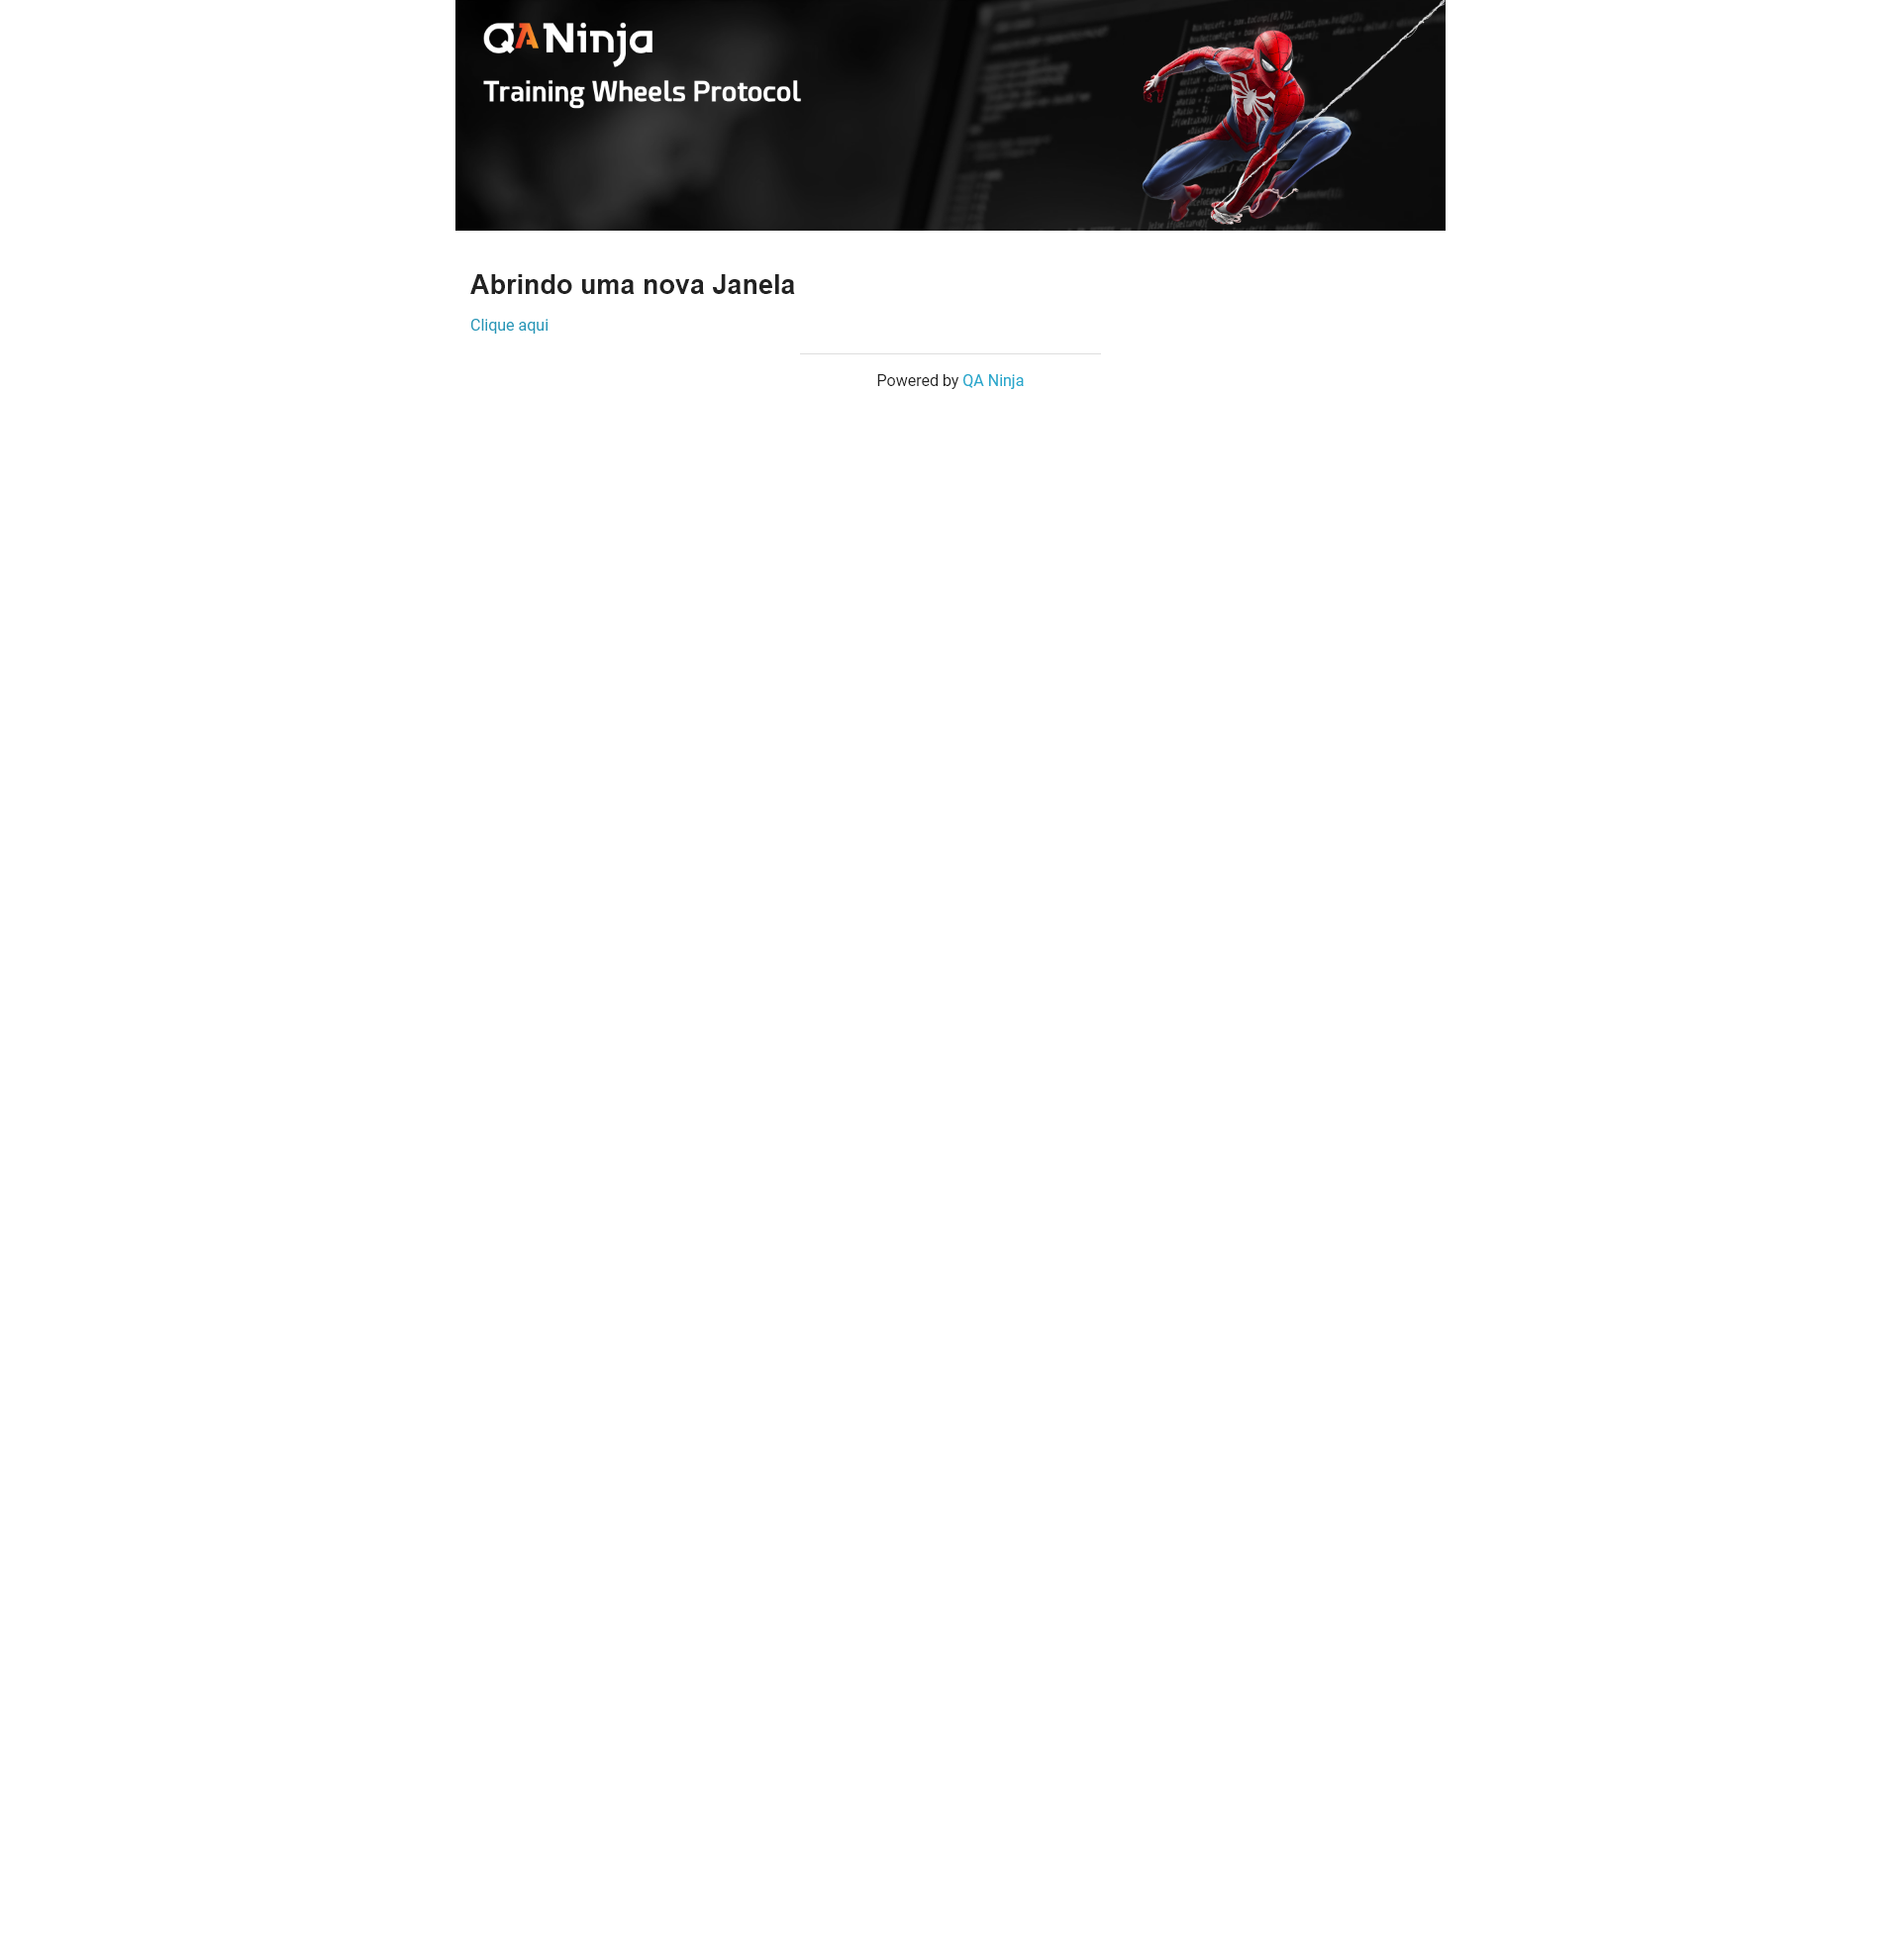 QA Ninja
Training Wheels Protocol
Abrindo uma nova Janela
Clique aqui
Powered by QA Ninja